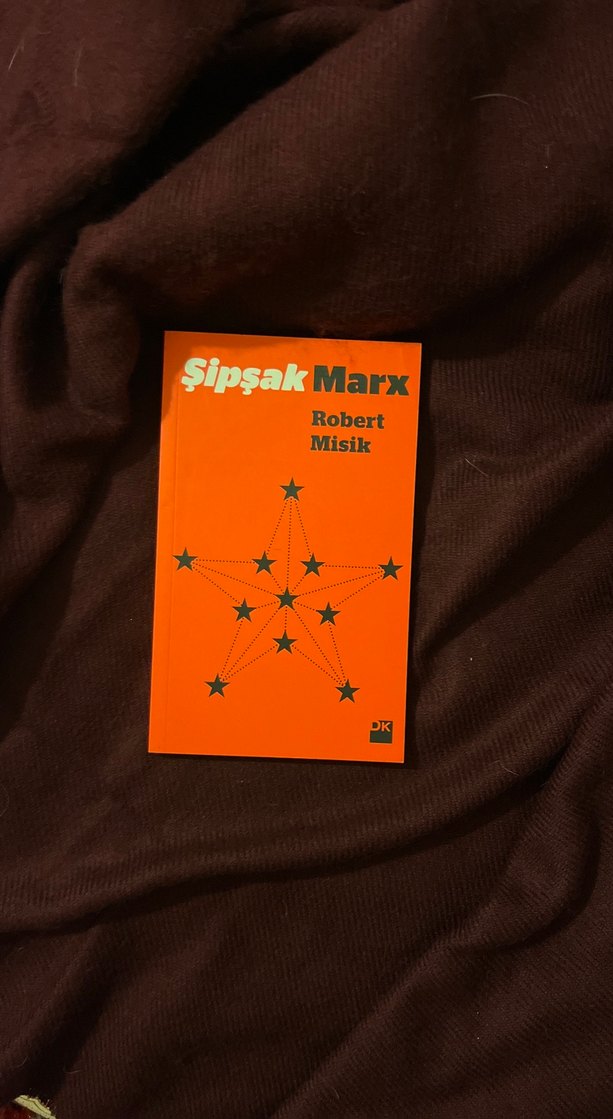 Şipşak Marx
Robert
Misik
DK